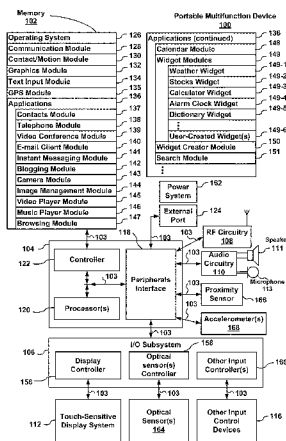 Memory
102
Operating System 126
Communication Module 128
Contact/Motion Module 130
Graphics Module 132
Text Input Module 134
GPS Module 135
Applications 136
Contacts Module 137
Telephone Module 138
Video Conference Module 139
E-mail Client Module 140
Instant Messaging Module 141
Blogging Module 142
Camera Module 143
Image Management Module 144
Video Player Module 145
Music Player Module 146
Browsing Module 147
Portable Multifunction Device
100
Applications (continued) 136
Calendar Module 148
Widget Modules 149
Weather Widget 149-1
Stocks Widget 149-2
Calculator Widget 149-3
Alarm Clock Widget 149-4
Dictionary Widget 149-5
User-Created Widget(s) 149-6
Widget Creator Module 150
Search Module 151
Power System 162
External Port 124
103
118
104
122
Controller
103
120
Processor(s)
Peripherals Interface
103
RF Circuitry 108
Speaker 111
Audio Circuitry 110
Microphone 113
103
Proximity Sensor 166
103
Accelerometer(s) 168
103
106
I/O Subsystem
156
Display Controller
158
Optical sensor(s) Controller
Other Input Controller(s)
160
103
103
103
112
Touch-Sensitive Display System
Optical Sensor(s) 164
Other Input Control Devices
116